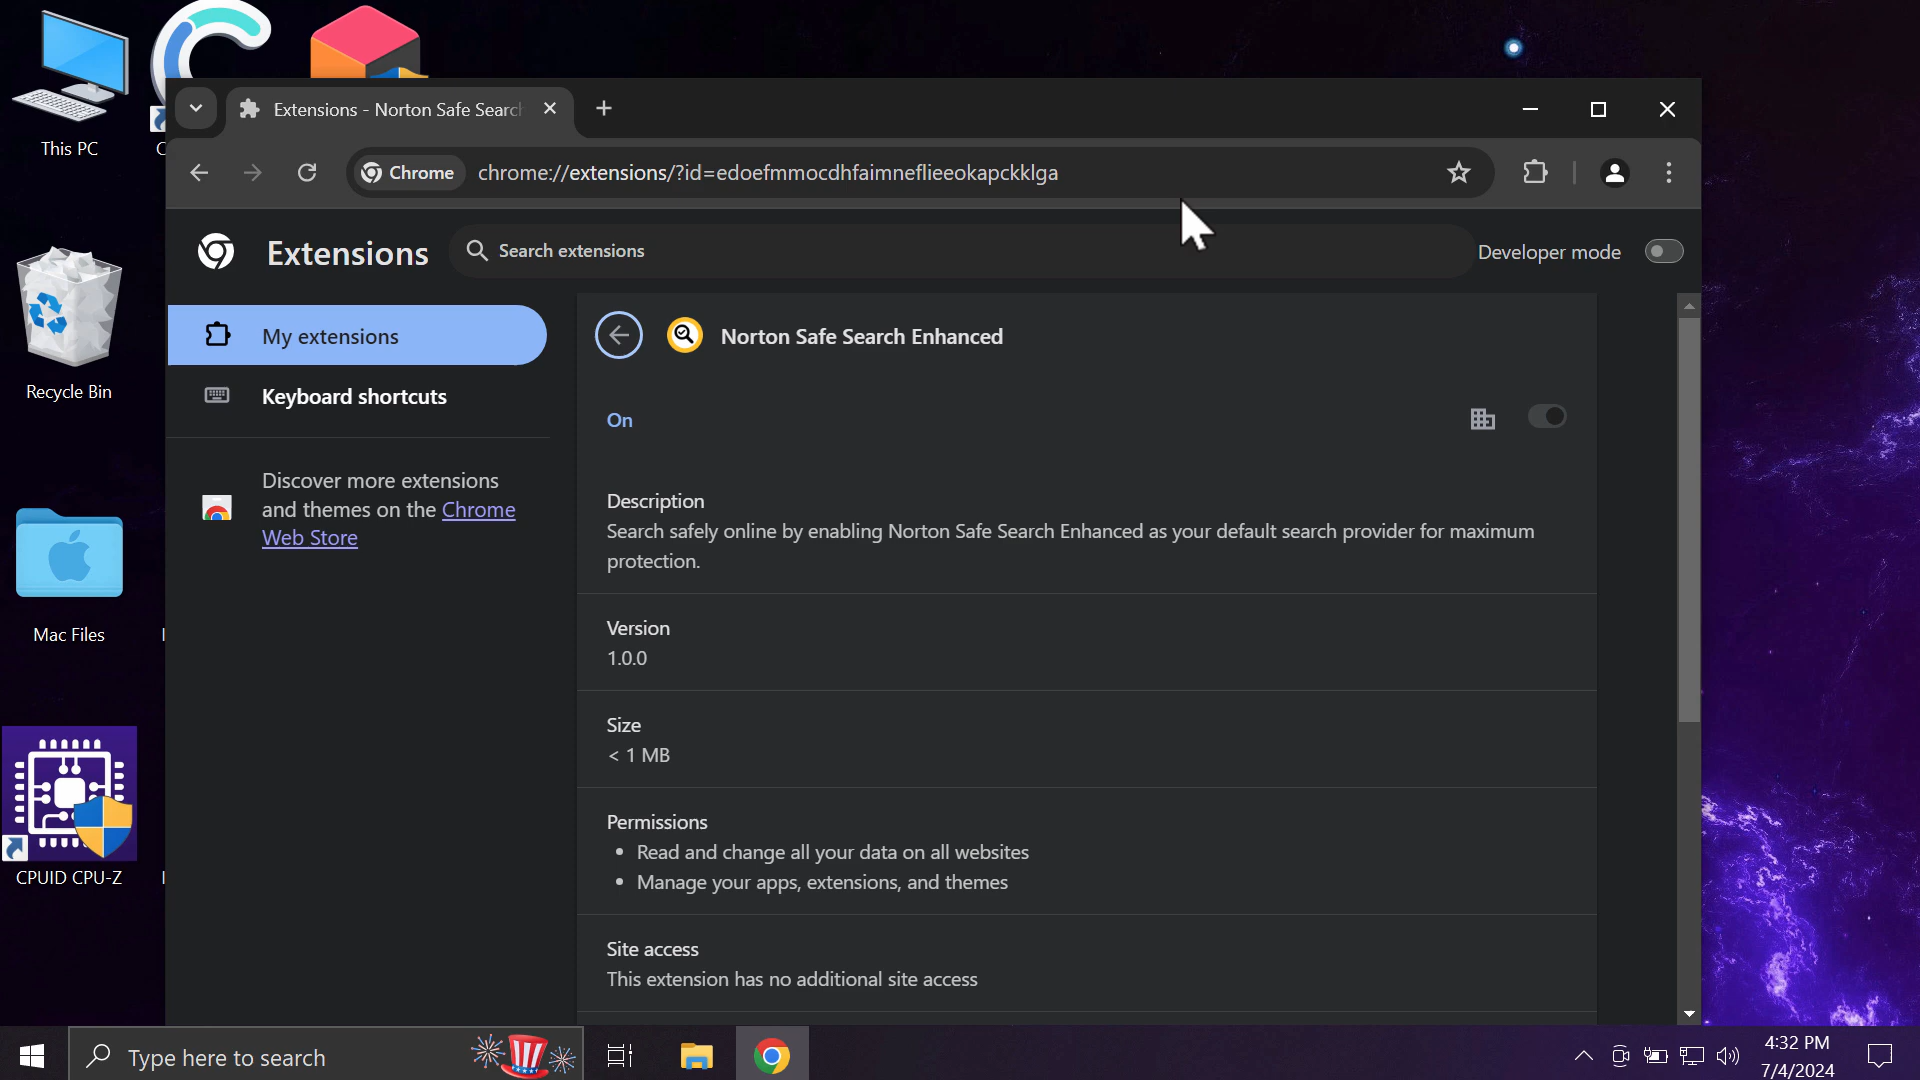 This PC
C
Extensions - Norton Safe Searc
Chrome
chrome://extensions/?id=edoefmmocdhfaimneflieeokapckklga
Extensions
Search extensions
Developer mode
My extensions
Keyboard shortcuts
Discover more extensions
and themes on the Chrome
Web Store
Norton Safe Search Enhanced
On
Description
Search safely online by enabling Norton Safe Search Enhanced as your default search provider for maximum
protection.
Version
1.0.0
Size
< 1 MB
Permissions
• Read and change all your data on all websites
• Manage your apps, extensions, and themes
Site access
This extension has no additional site access
Recycle Bin
Mac Files
CPUID CPU-Z
Type here to search
4:32 PM
7/4/2024